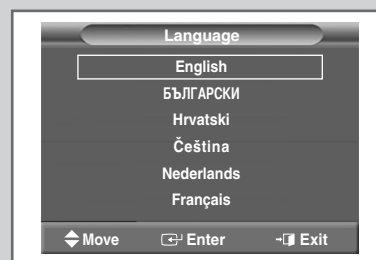 Language
English
БЪЛГАРСКИ
Hrvatski
Čeština
Nederlands
Français
Move Enter Exit